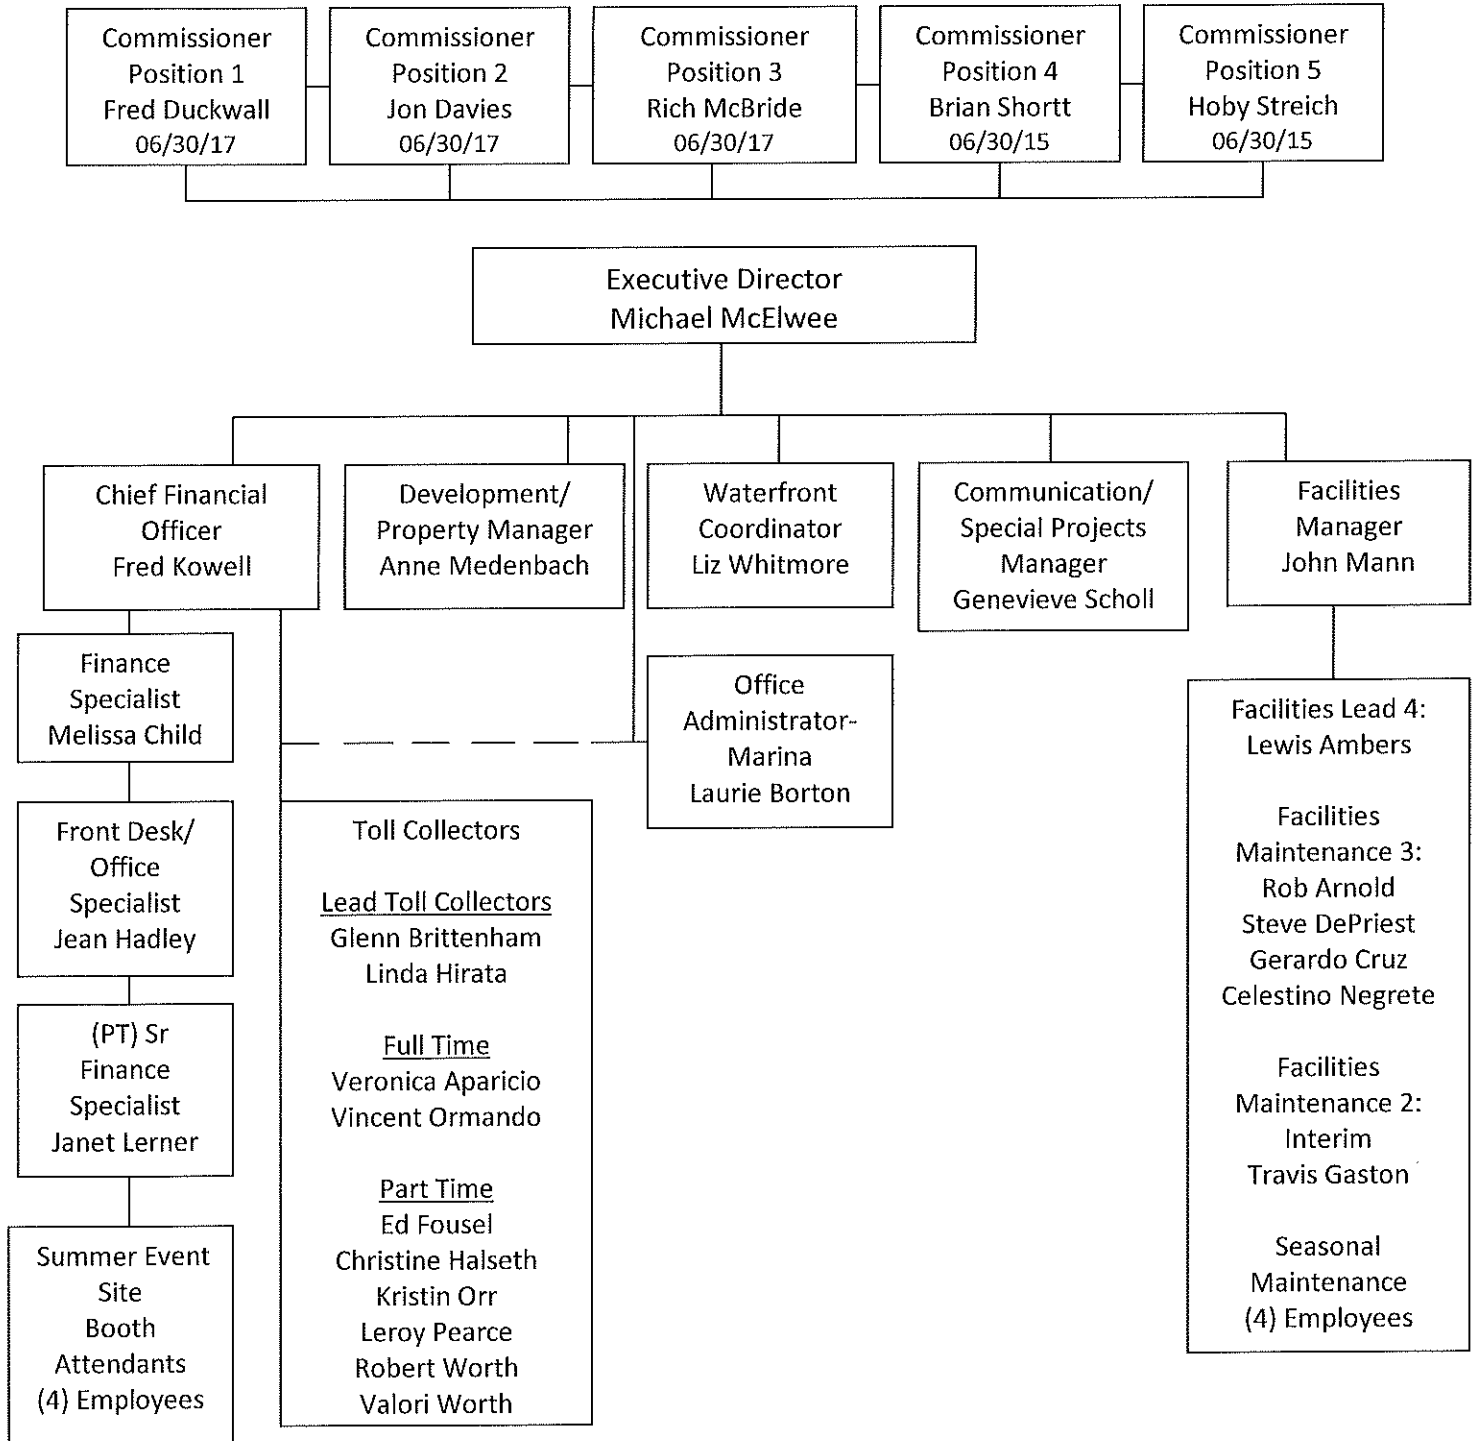 Commissioner
Position 1
Fred Duckwall
06/30/17
Commissioner
Position 2
Jon Davies
06/30/17
Commissioner
Position 3
Rich McBride
06/30/17
Commissioner
Position 4
Brian Shortt
06/30/15
Commissioner
Position 5
Hoby Streich
06/30/15
Executive Director
Michael McElwee
Chief Financial
Officer
Fred Kowell
Development/
Property Manager
Anne Medenbach
Waterfront
Coordinator
Liz Whitmore
Communication/
Special Projects
Manager
Genevieve Scholl
Facilities
Manager
John Mann
Finance
Specialist
Melissa Child
Office
Administrator-
Marina
Laurie Borton
Front Desk/
Office
Specialist
Jean Hadley
(PT) Sr
Finance
Specialist
Janet Lerner
Summer Event
Site
Booth
Attendants
(4) Employees
Toll Collectors
Lead Toll Collectors
Glenn Brittenham
Linda Hirata
Full Time
Veronica Aparicio
Vincent Ormando
Part Time
Ed Fousel
Christine Halseth
Kristin Orr
Leroy Pearce
Robert Worth
Valori Worth
Facilities Lead 4:
Lewis Ambers
Facilities
Maintenance 3:
Rob Arnold
Steve DePriest
Gerardo Cruz
Celestino Negrete
Facilities
Maintenance 2:
Interim
Travis Gaston
Seasonal
Maintenance
(4) Employees